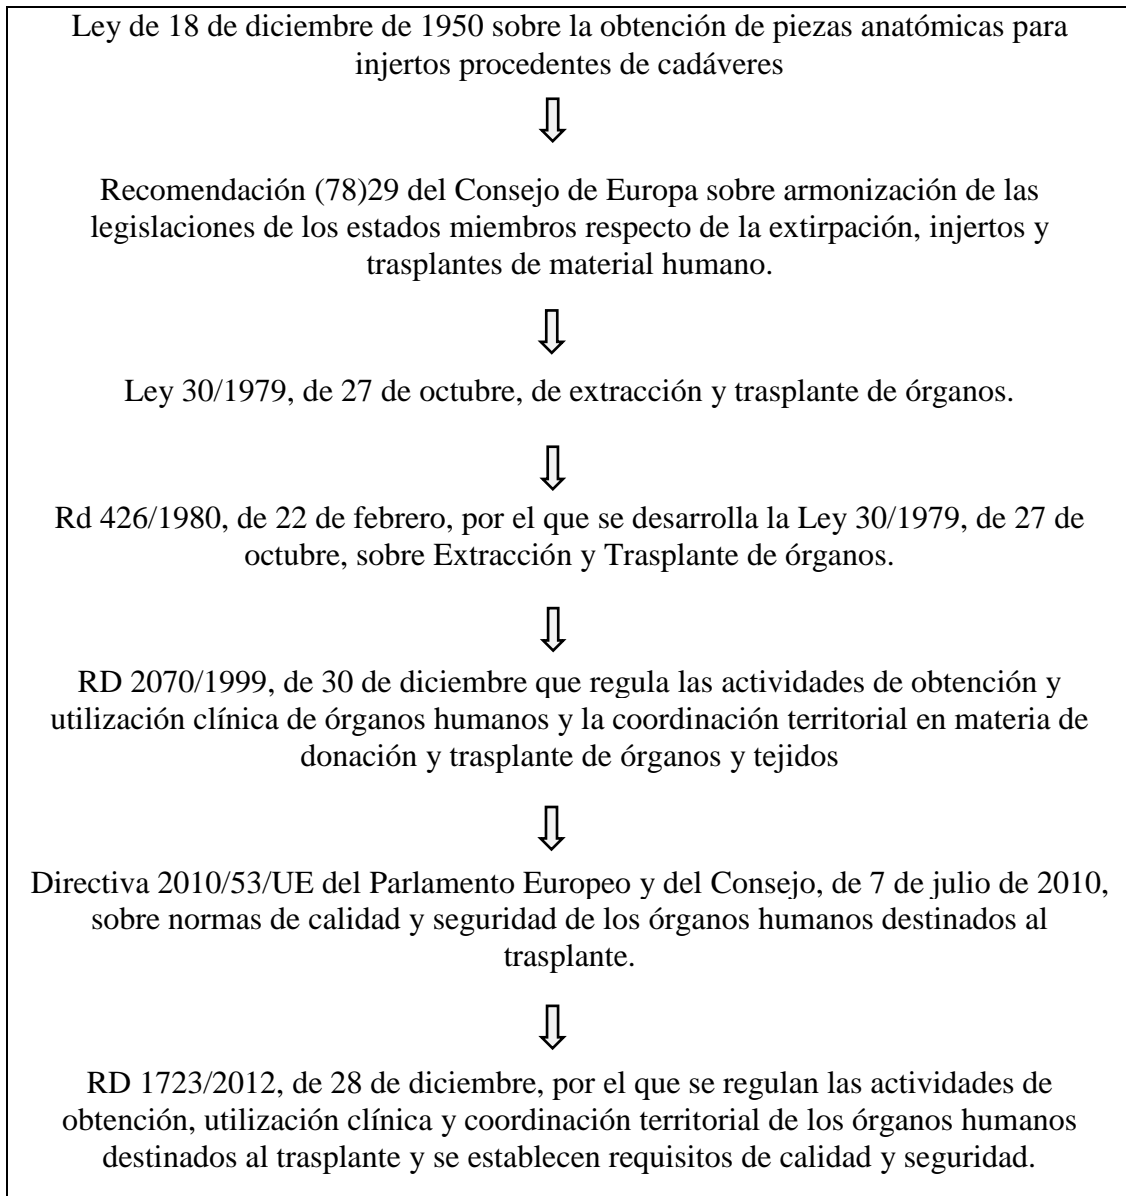 Ley de 18 de diciembre de 1950 sobre la obtención de piezas anatómicas para
injertos procedentes de cadáveres
Recomendación (78)29 del Consejo de Europa sobre armonización de las
legislaciones de los estados miembros respecto de la extirpación, injertos y
trasplantes de material humano.
Ley 30/1979, de 27 de octubre, de extracción y trasplante de órganos.
Rd 426/1980, de 22 de febrero, por el que se desarrolla la Ley 30/1979, de 27 de
octubre, sobre Extracción y Trasplante de órganos.
RD 2070/1999, de 30 de diciembre que regula las actividades de obtención y
utilización clínica de órganos humanos y la coordinación territorial en materia de
donación y trasplante de órganos y tejidos
Directiva 2010/53/UE del Parlamento Europeo y del Consejo, de 7 de julio de 2010,
sobre normas de calidad y seguridad de los órganos humanos destinados al
trasplante.
RD 1723/2012, de 28 de diciembre, por el que se regulan las actividades de
obtención, utilización clínica y coordinación territorial de los órganos humanos
destinados al trasplante y se establecen requisitos de calidad y seguridad.